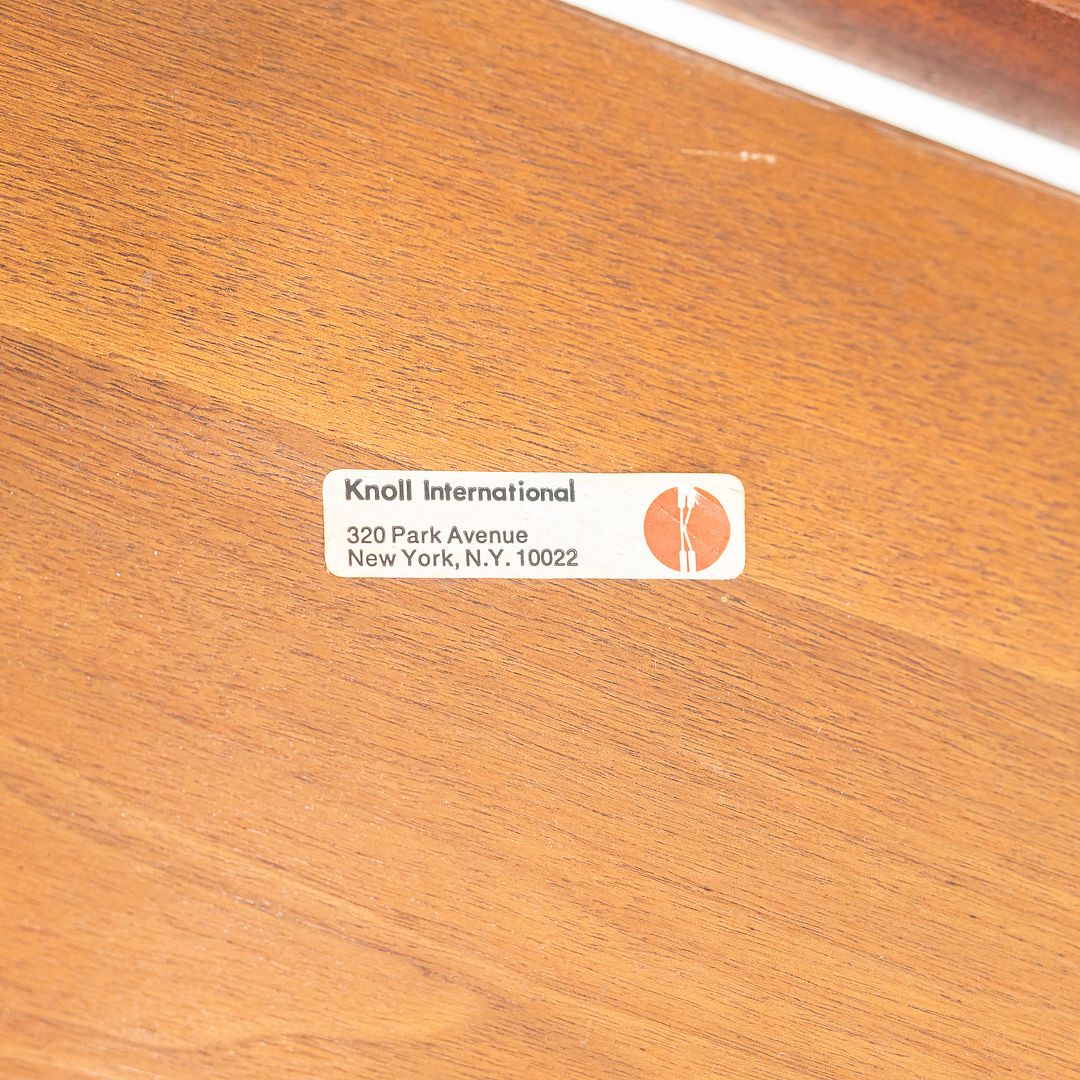 Knoll International
320 Park Avenue
New York, N.Y. 10022
K